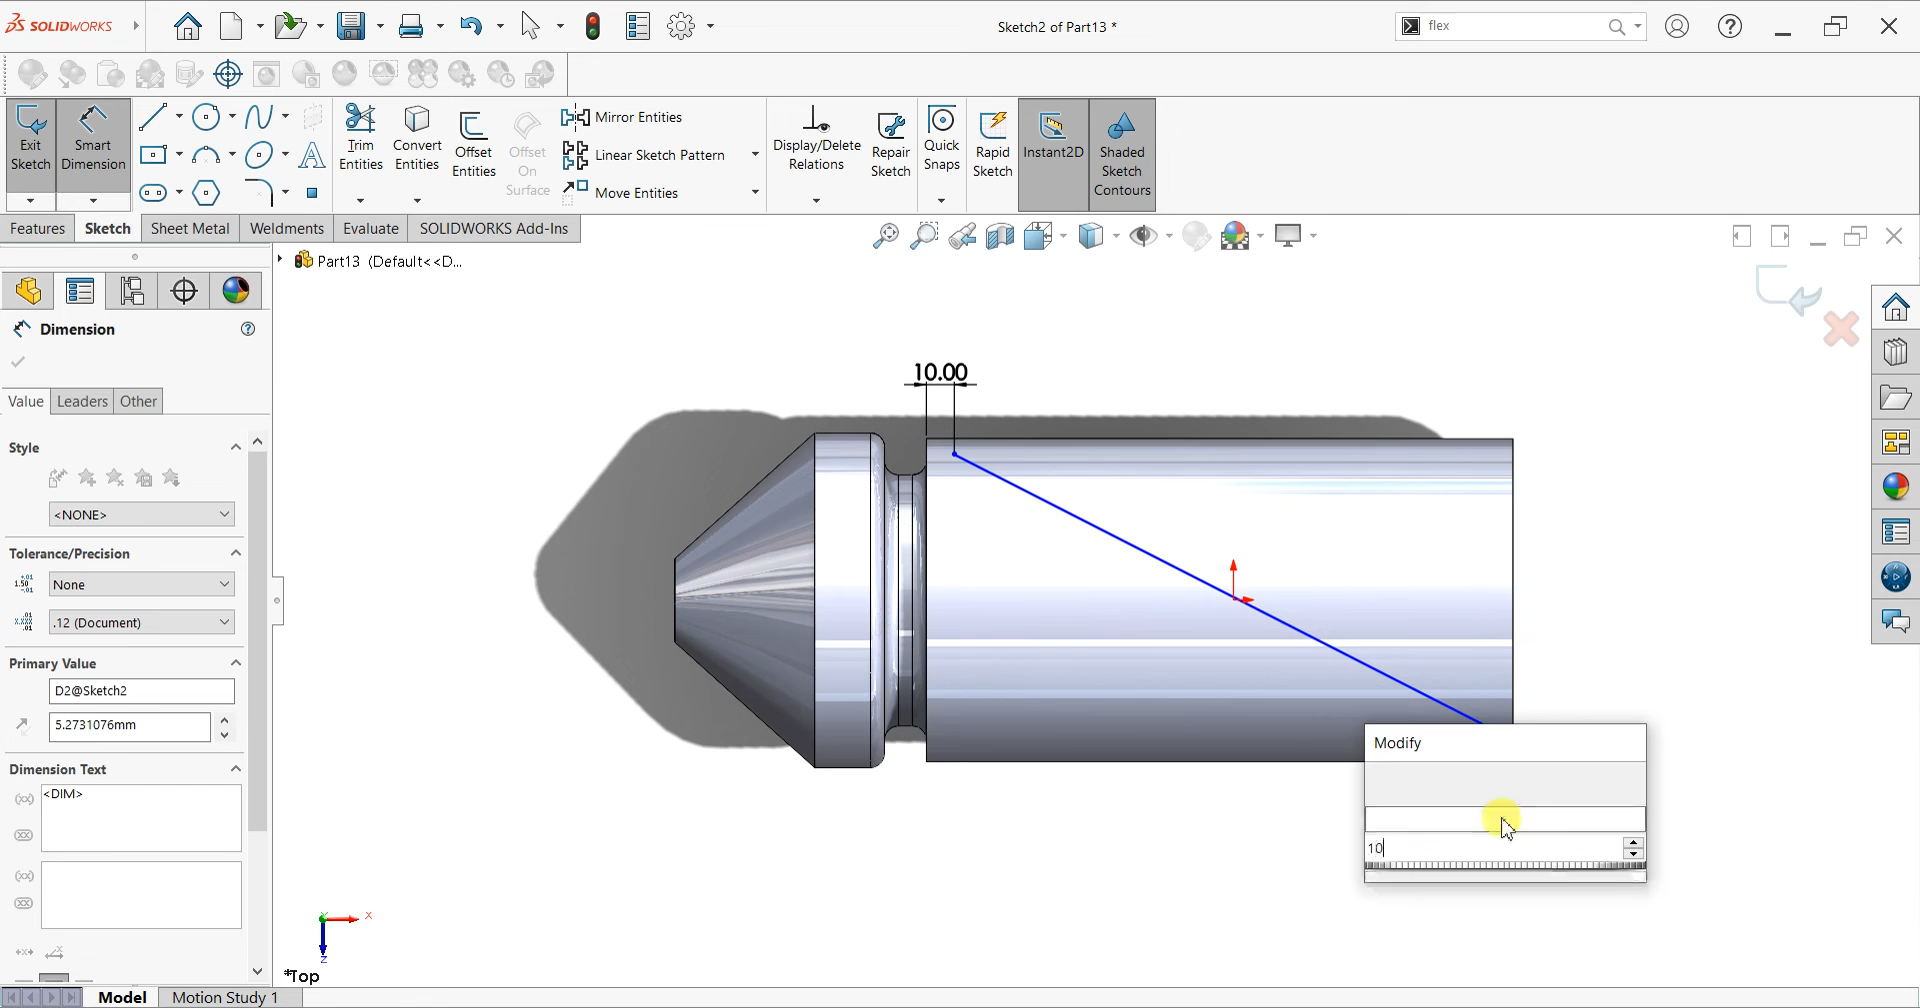 SOLIDWORKS
Sketch2 of Part13 *
flex
Exit Sketch
Smart Dimension
Trim Entities
Convert Entities
Offset Entities
Offset On Surface
Mirror Entities
Linear Sketch Pattern
Move Entities
Display/Delete Relations
Repair Sketch
Quick Snaps
Rapid Sketch
Instant2D
Shaded Sketch Contours
Features
Sketch
Sheet Metal
Weldments
Evaluate
SOLIDWORKS Add-Ins
Part13 (Default<<D...
Dimension
Value
Leaders
Other
Style
<NONE>
Tolerance/Precision
None
.12 (Document)
Primary Value
D2@Sketch2
5.2731076mm
Dimension Text
<DIM>
10.00
Modify
10
X
Z
*Top
Model
Motion Study 1